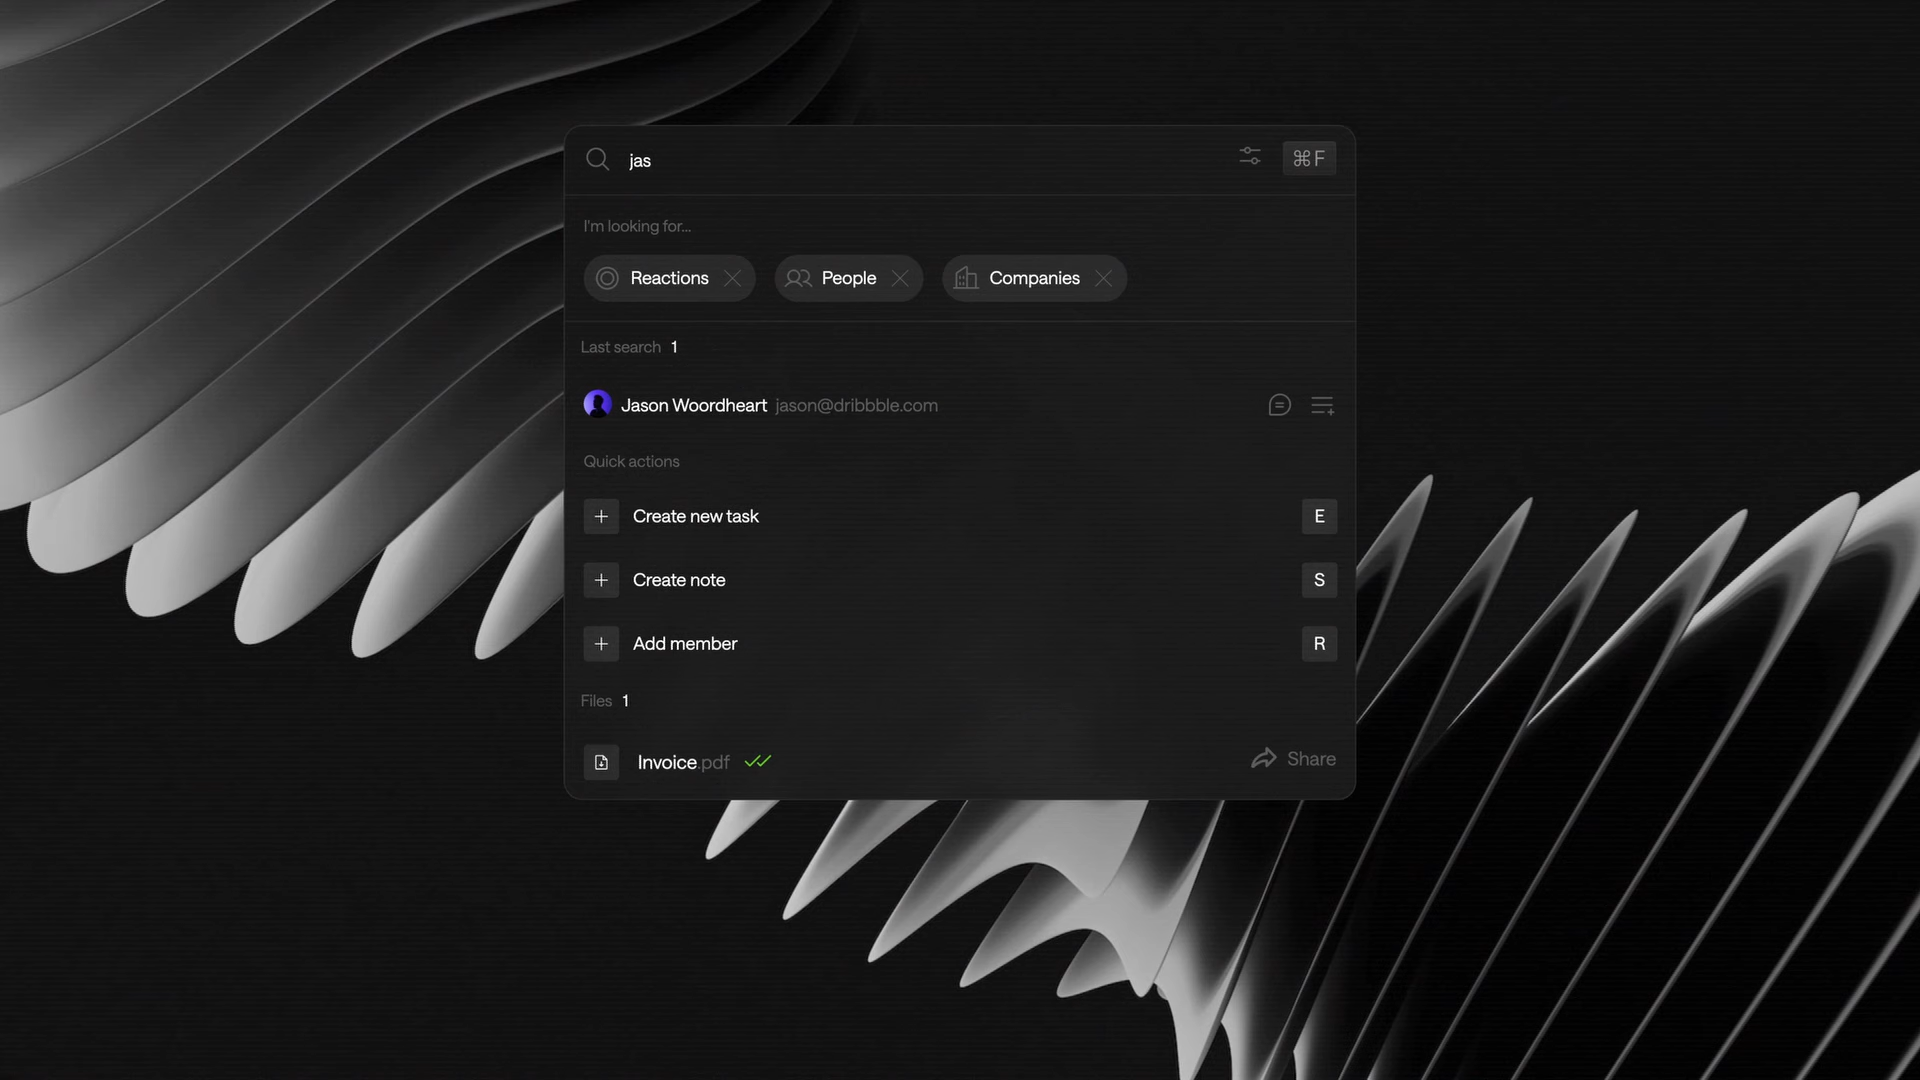 jas
⌘F
I'm looking for...
Reactions
People
Companies
Last search 1
Jason Woordheart jason@dribbble.com
Quick actions
Create new task E
Create note S
Add member R
Files 1
Invoice.pdf
Share